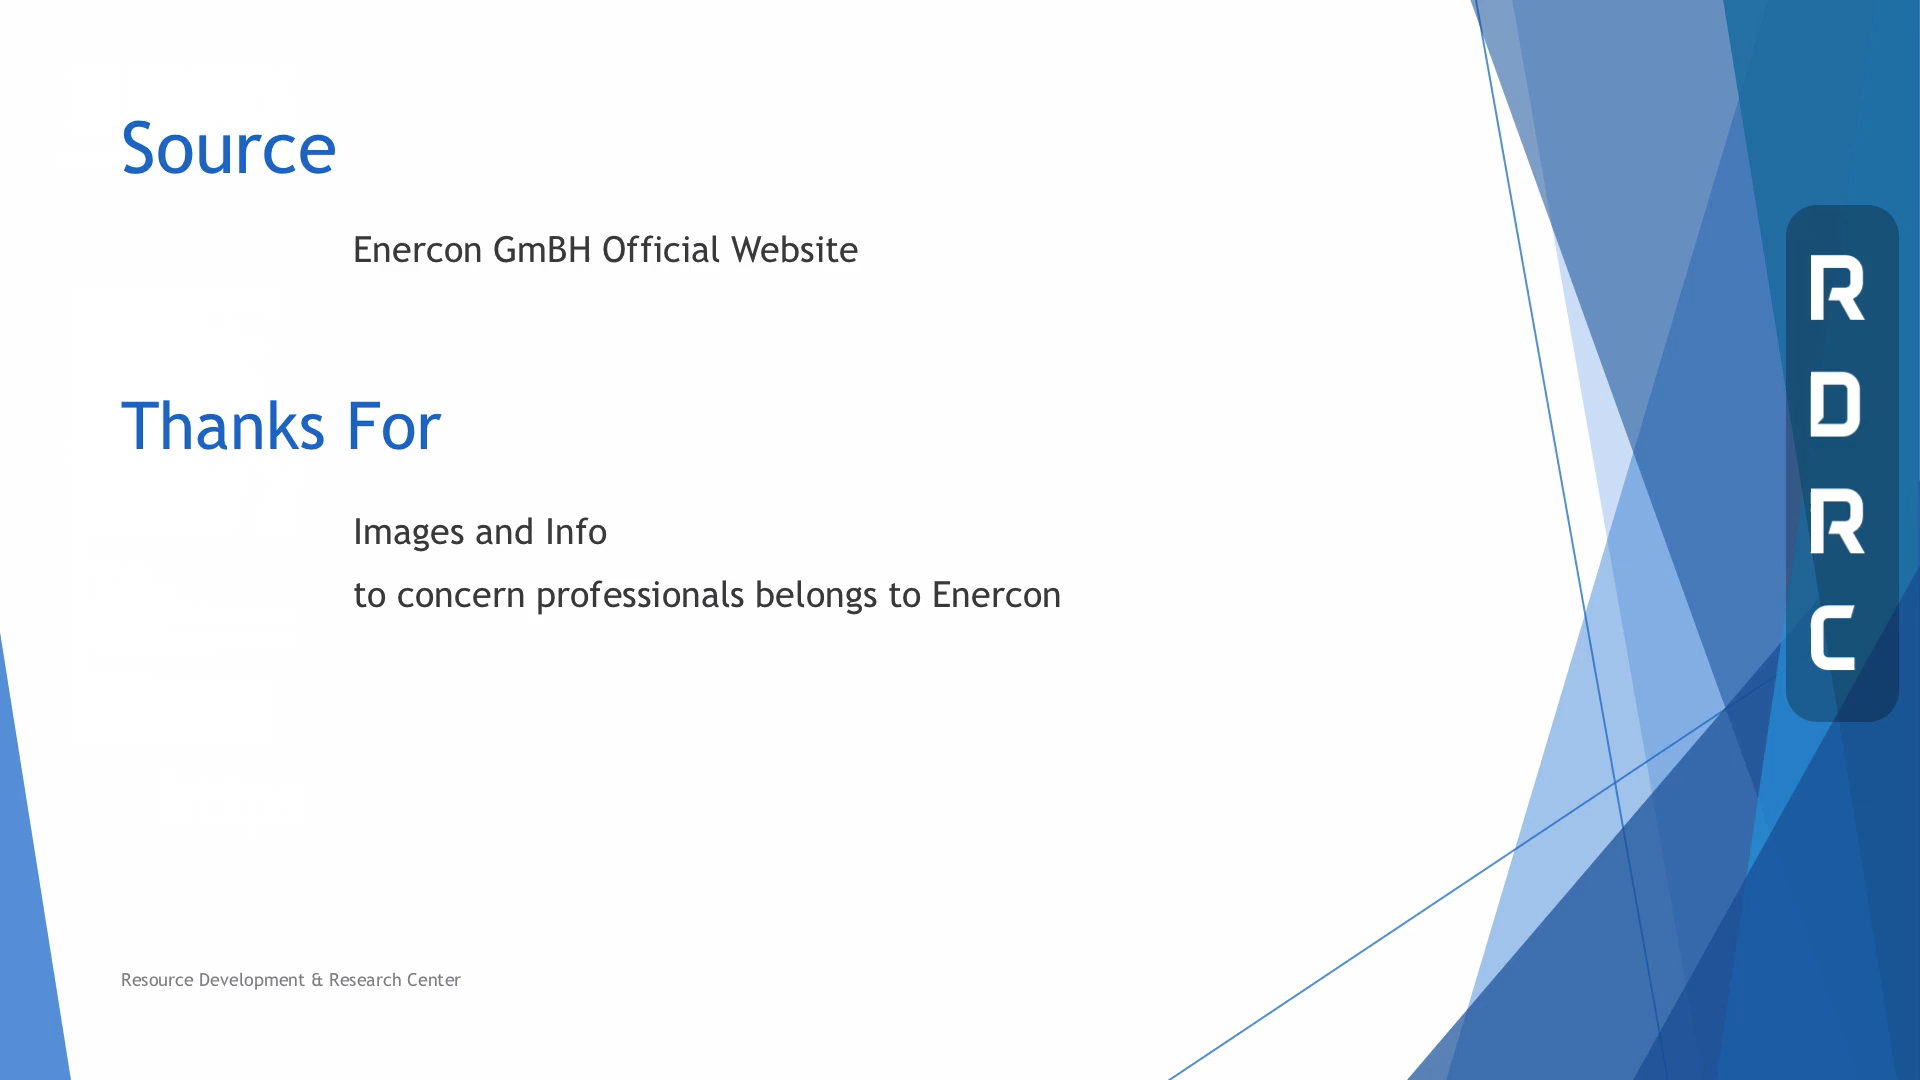 Source
Enercon GmBH Official Website
Thanks For
Images and Info
to concern professionals belongs to Enercon
Resource Development & Research Center
R
D
R
C